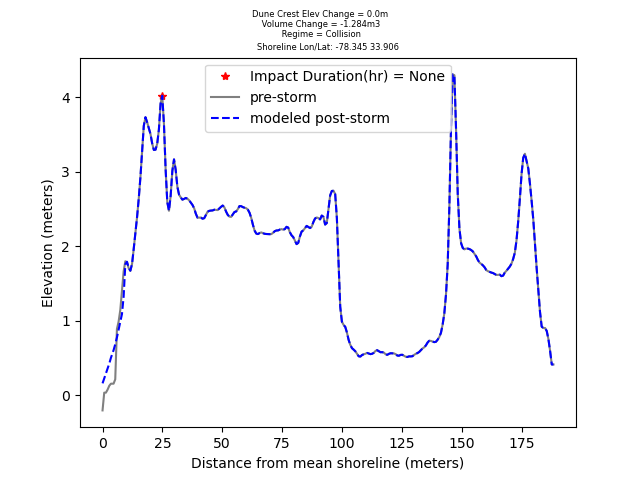 Dune Crest Elev Change = 0.0m
Volume Change = -1.284m3
Regime = Collision
Shoreline Lon/Lat: -78.345 33.906
Impact Duration(hr) = None
pre-storm
modeled post-storm
Elevation (meters)
4
3
2
1
0
0 25 50 75 100 125 150 175
Distance from mean shoreline (meters)